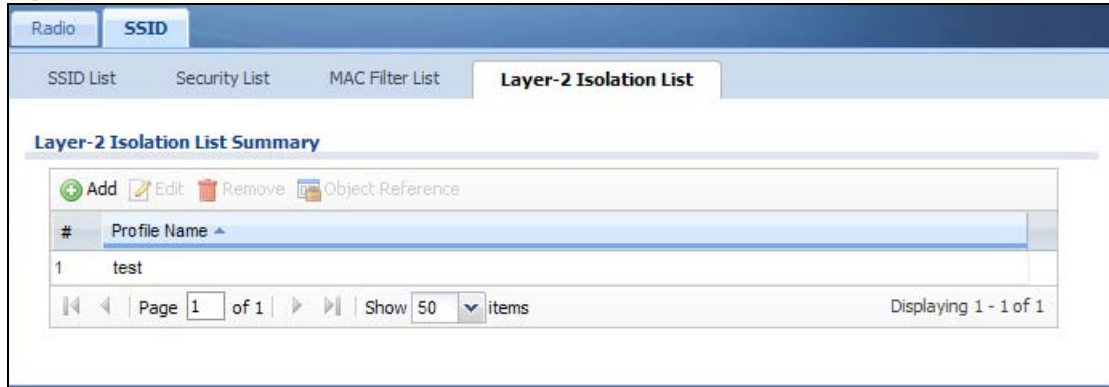 Radio SSID
SSID List Security List MAC Filter List Layer-2 Isolation List
Layer-2 Isolation List Summary
Add Edit Remove Object Reference
# Profile Name
1 test
Page 1 of 1 Show 50 items Displaying 1 - 1 of 1